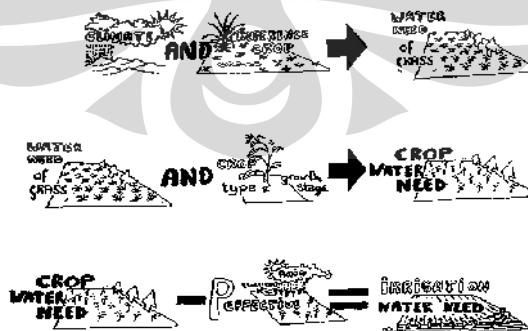 CLIMATE
AND
REFERENCE
CROP
WATER
NEED
of
GRASS
WATER
NEED
of
GRASS
AND
CROP
type
growth
stage
CROP
WATER
NEED
CROP
WATER
NEED
P
EFFECTIVE
IRRIGATION
WATER NEED